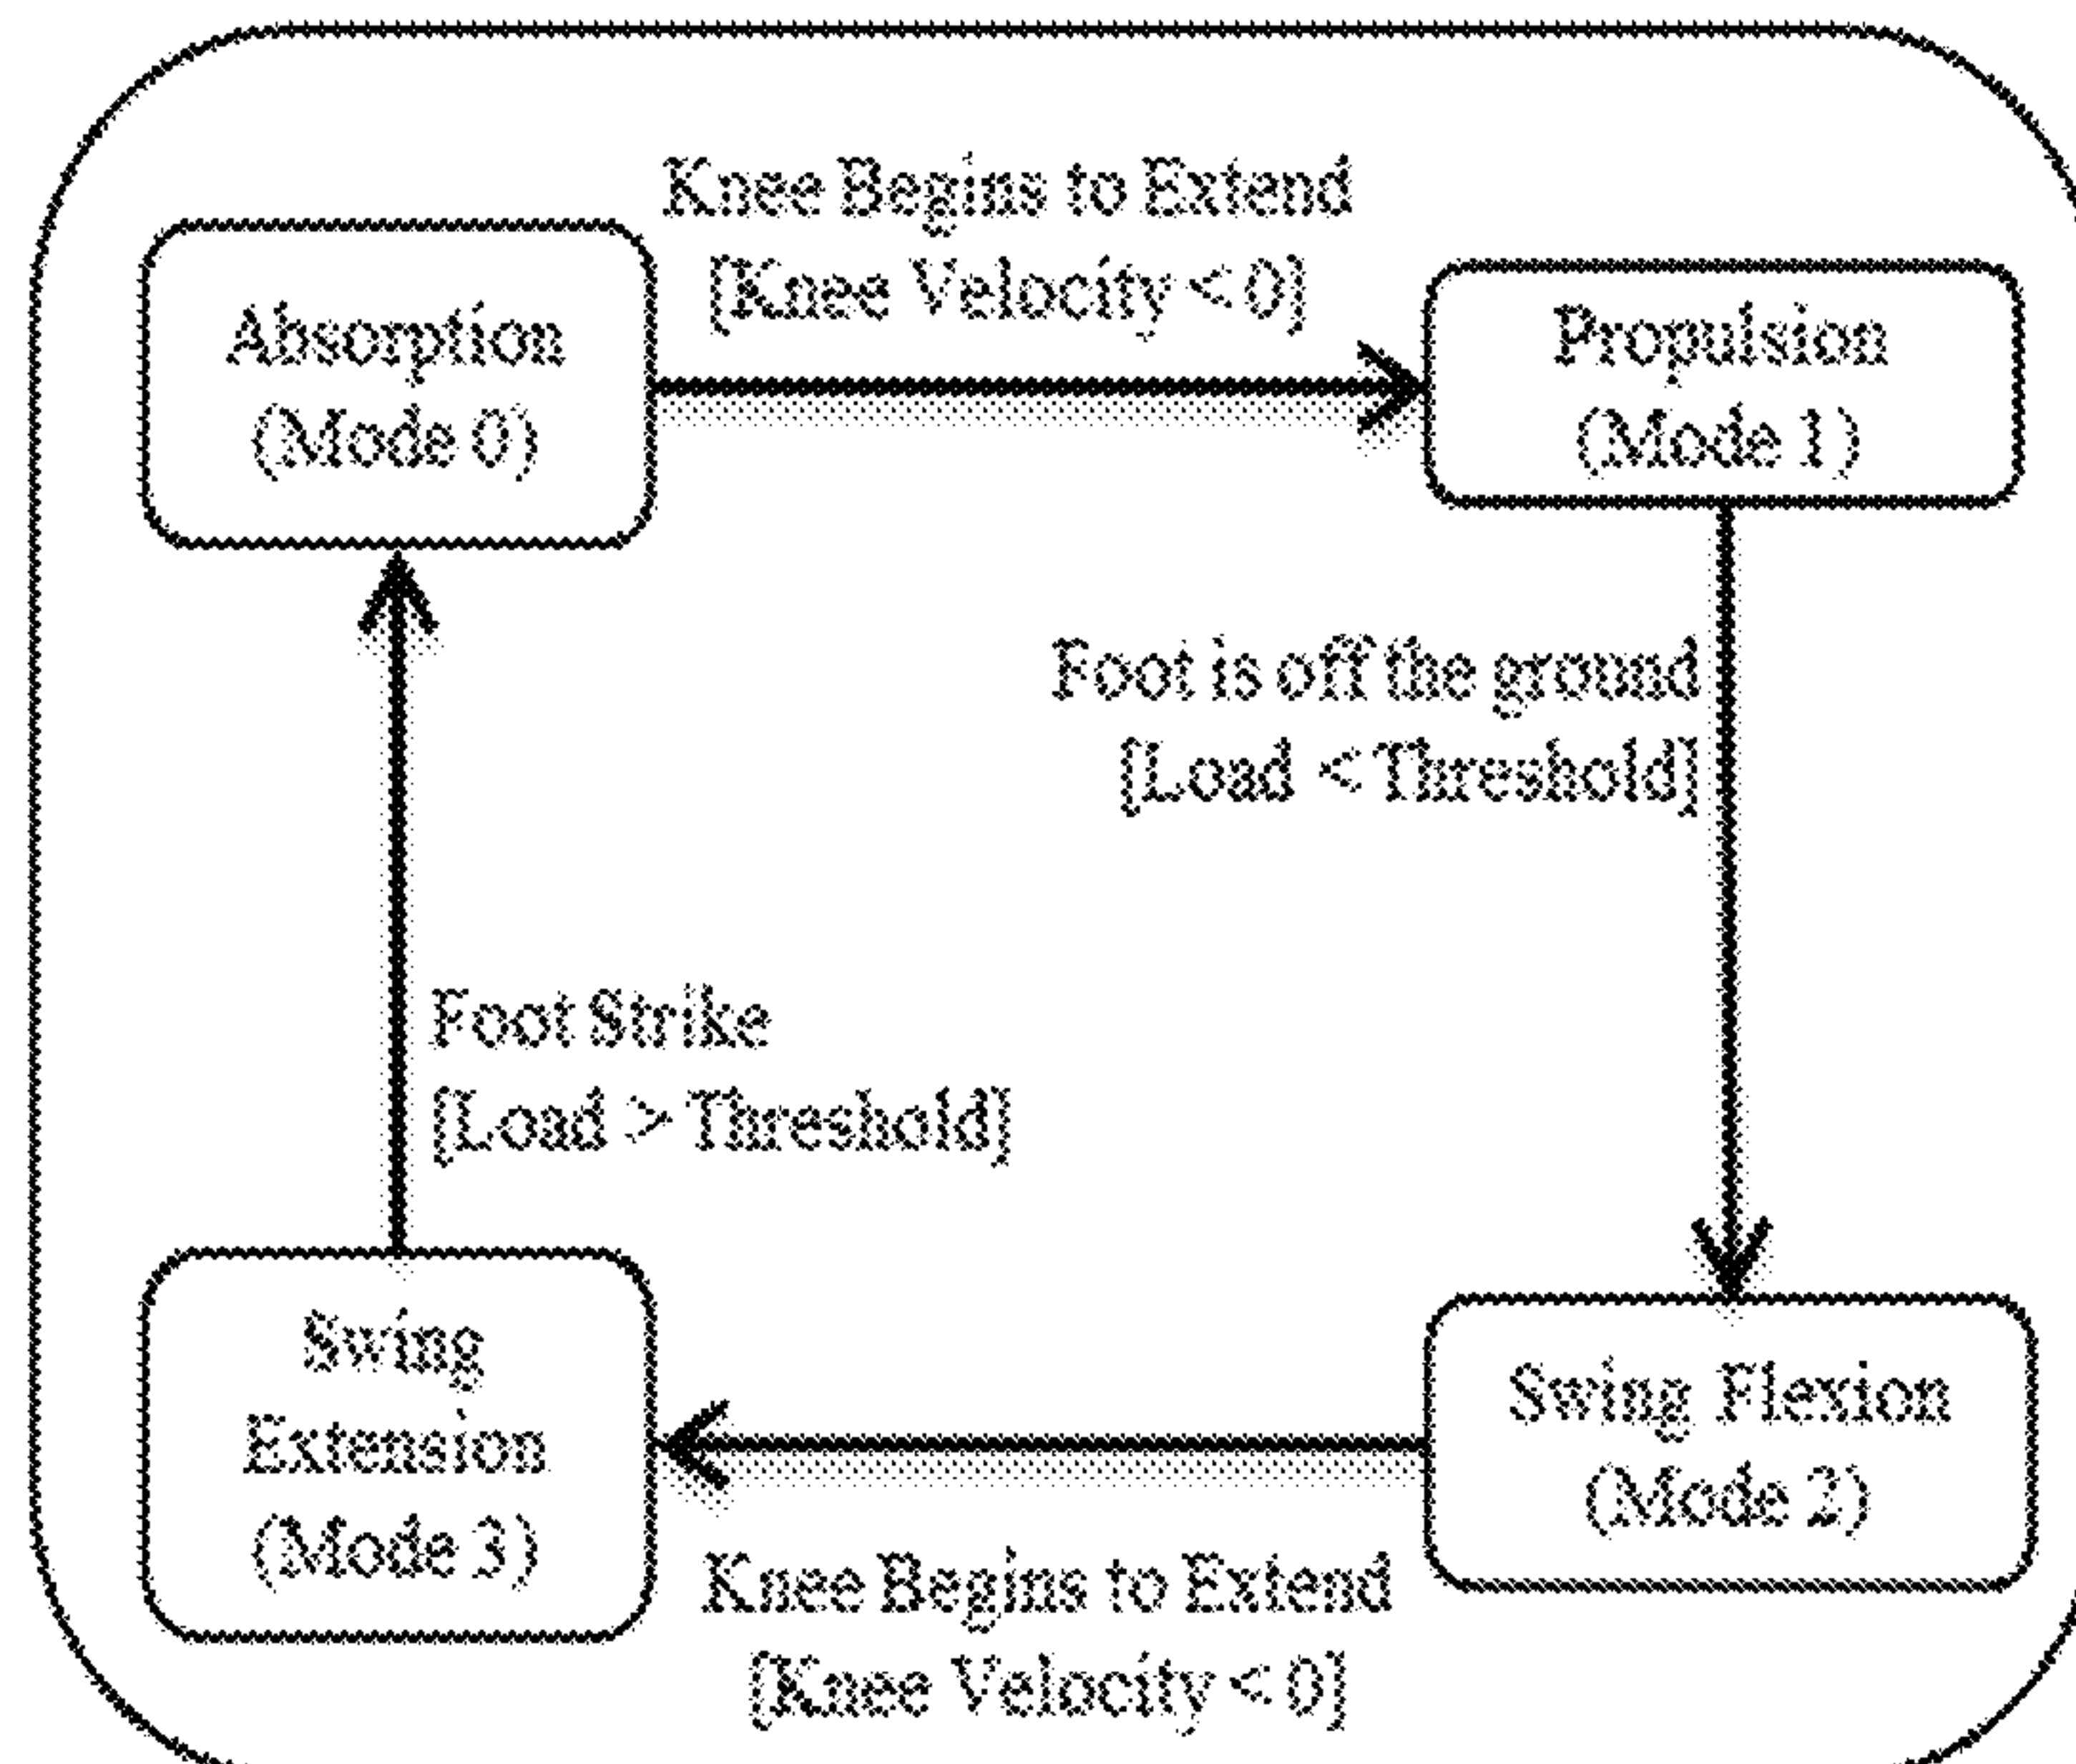 Knee Begins to Extend
[Knee Velocity < 0]
Absorption
(Mode 0)
Propulsion
(Mode 1)
Foot is off the ground
[Load < Threshold]
Foot Strike
[Load > Threshold]
Swing
Extension
(Mode 3)
Swing Flexion
(Mode 2)
Knee Begins to Extend
[Knee Velocity < 0]